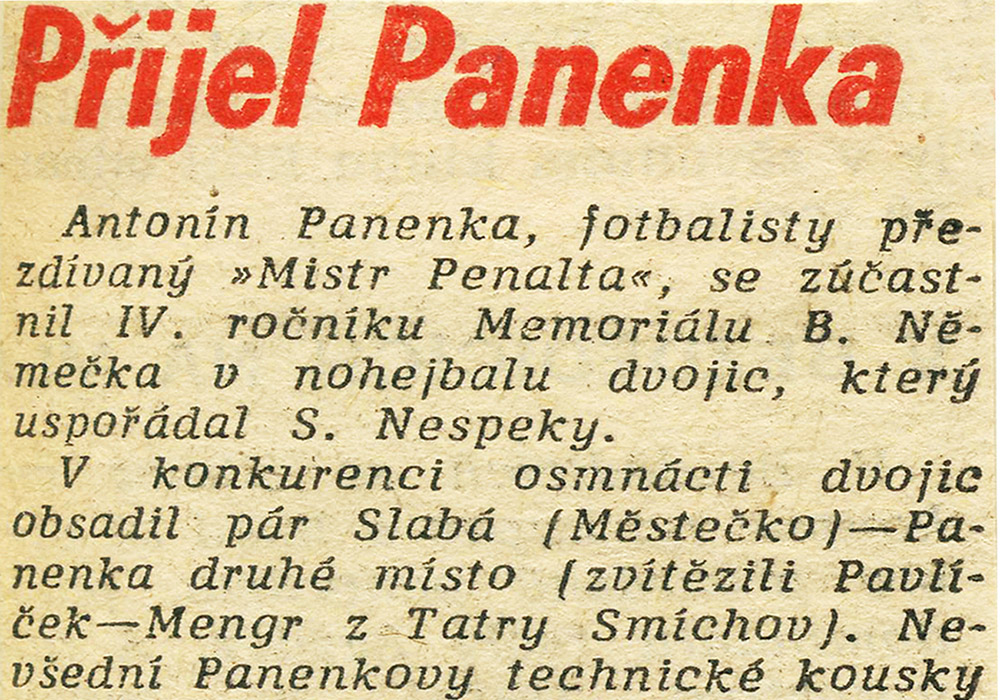 Přijel Panenka
Antonín Panenka, fotbalisty pře-
zdívaný »Mistr Penalta«, se zúčast-
nil IV. ročníku Memoriálu B. Ně-
mečka v nohejbalu dvojic, který
uspořádal S. Nespeky.
V konkurenci osmnácti dvojic
obsadil pár Slabá (Městečko)—Pa-
nenka druhé místo (zvítězili Pavlí-
ček—Mengr z Tatry Smíchov). Ne-
všední Panenkovy technické kousky